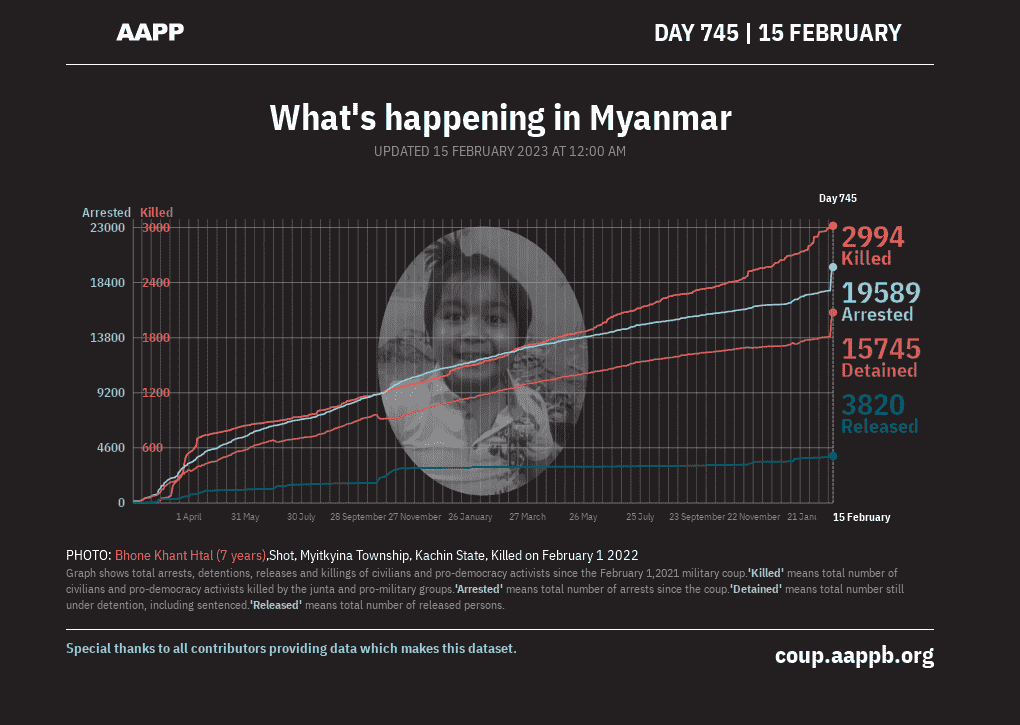 AAPP
DAY 745 | 15 FEBRUARY
What's happening in Myanmar
UPDATED 15 FEBRUARY 2023 AT 12:00 AM
Day 745
Arrested Killed
23000 3000
18400 2400
13800 1800
9200 1200
4600 600
0
2994
Killed
19589
Arrested
15745
Detained
3820
Released
1 April 31 May 30 July 28 September 27 November 26 January 27 March 26 May 25 July 23 September 22 November 21 Jan 15 February
PHOTO: Bhone Khant Htal (7 years),Shot, Myitkyina Township, Kachin State, Killed on February 1 2022
Graph shows total arrests, detentions, releases and killings of civilians and pro-democracy activists since the February 1,2021 military coup.'Killed' means total number of
civilians and pro-democracy activists killed by the junta and pro-military groups.'Arrested' means total number of arrests since the coup.'Detained' means total number still
under detention, including sentenced.'Released' means total number of released persons.
Special thanks to all contributors providing data which makes this dataset.
coup.aappb.org